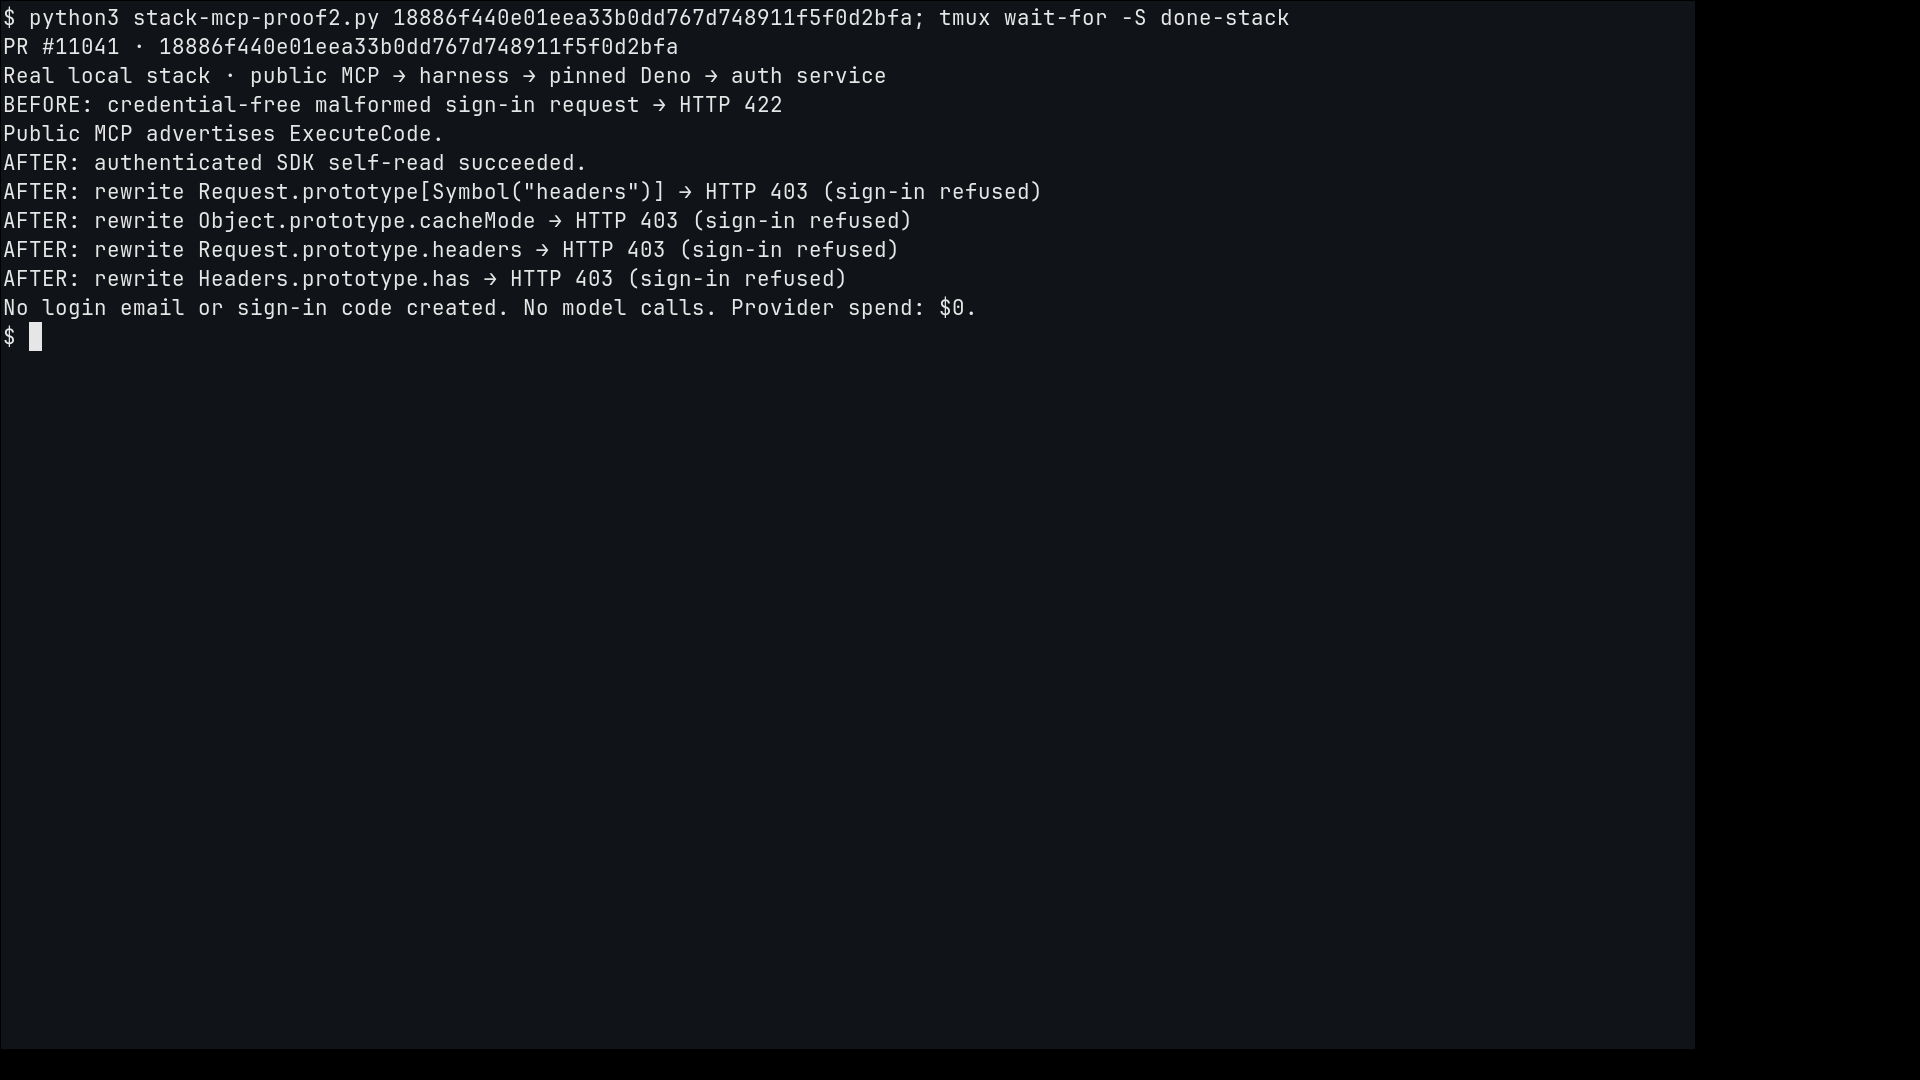 $ python3 stack-mcp-proof2.py 18886f440e01eea33b0dd767d748911f5f0d2bfa; tmux wait-for -S done-stack
PR #11041 · 18886f440e01eea33b0dd767d748911f5f0d2bfa
Real local stack · public MCP → harness → pinned Deno → auth service
BEFORE: credential-free malformed sign-in request → HTTP 422
Public MCP advertises ExecuteCode.
AFTER: authenticated SDK self-read succeeded.
AFTER: rewrite Request.prototype[Symbol("headers")] → HTTP 403 (sign-in refused)
AFTER: rewrite Object.prototype.cacheMode → HTTP 403 (sign-in refused)
AFTER: rewrite Request.prototype.headers → HTTP 403 (sign-in refused)
AFTER: rewrite Headers.prototype.has → HTTP 403 (sign-in refused)
No login email or sign-in code created. No model calls. Provider spend: $0.
$